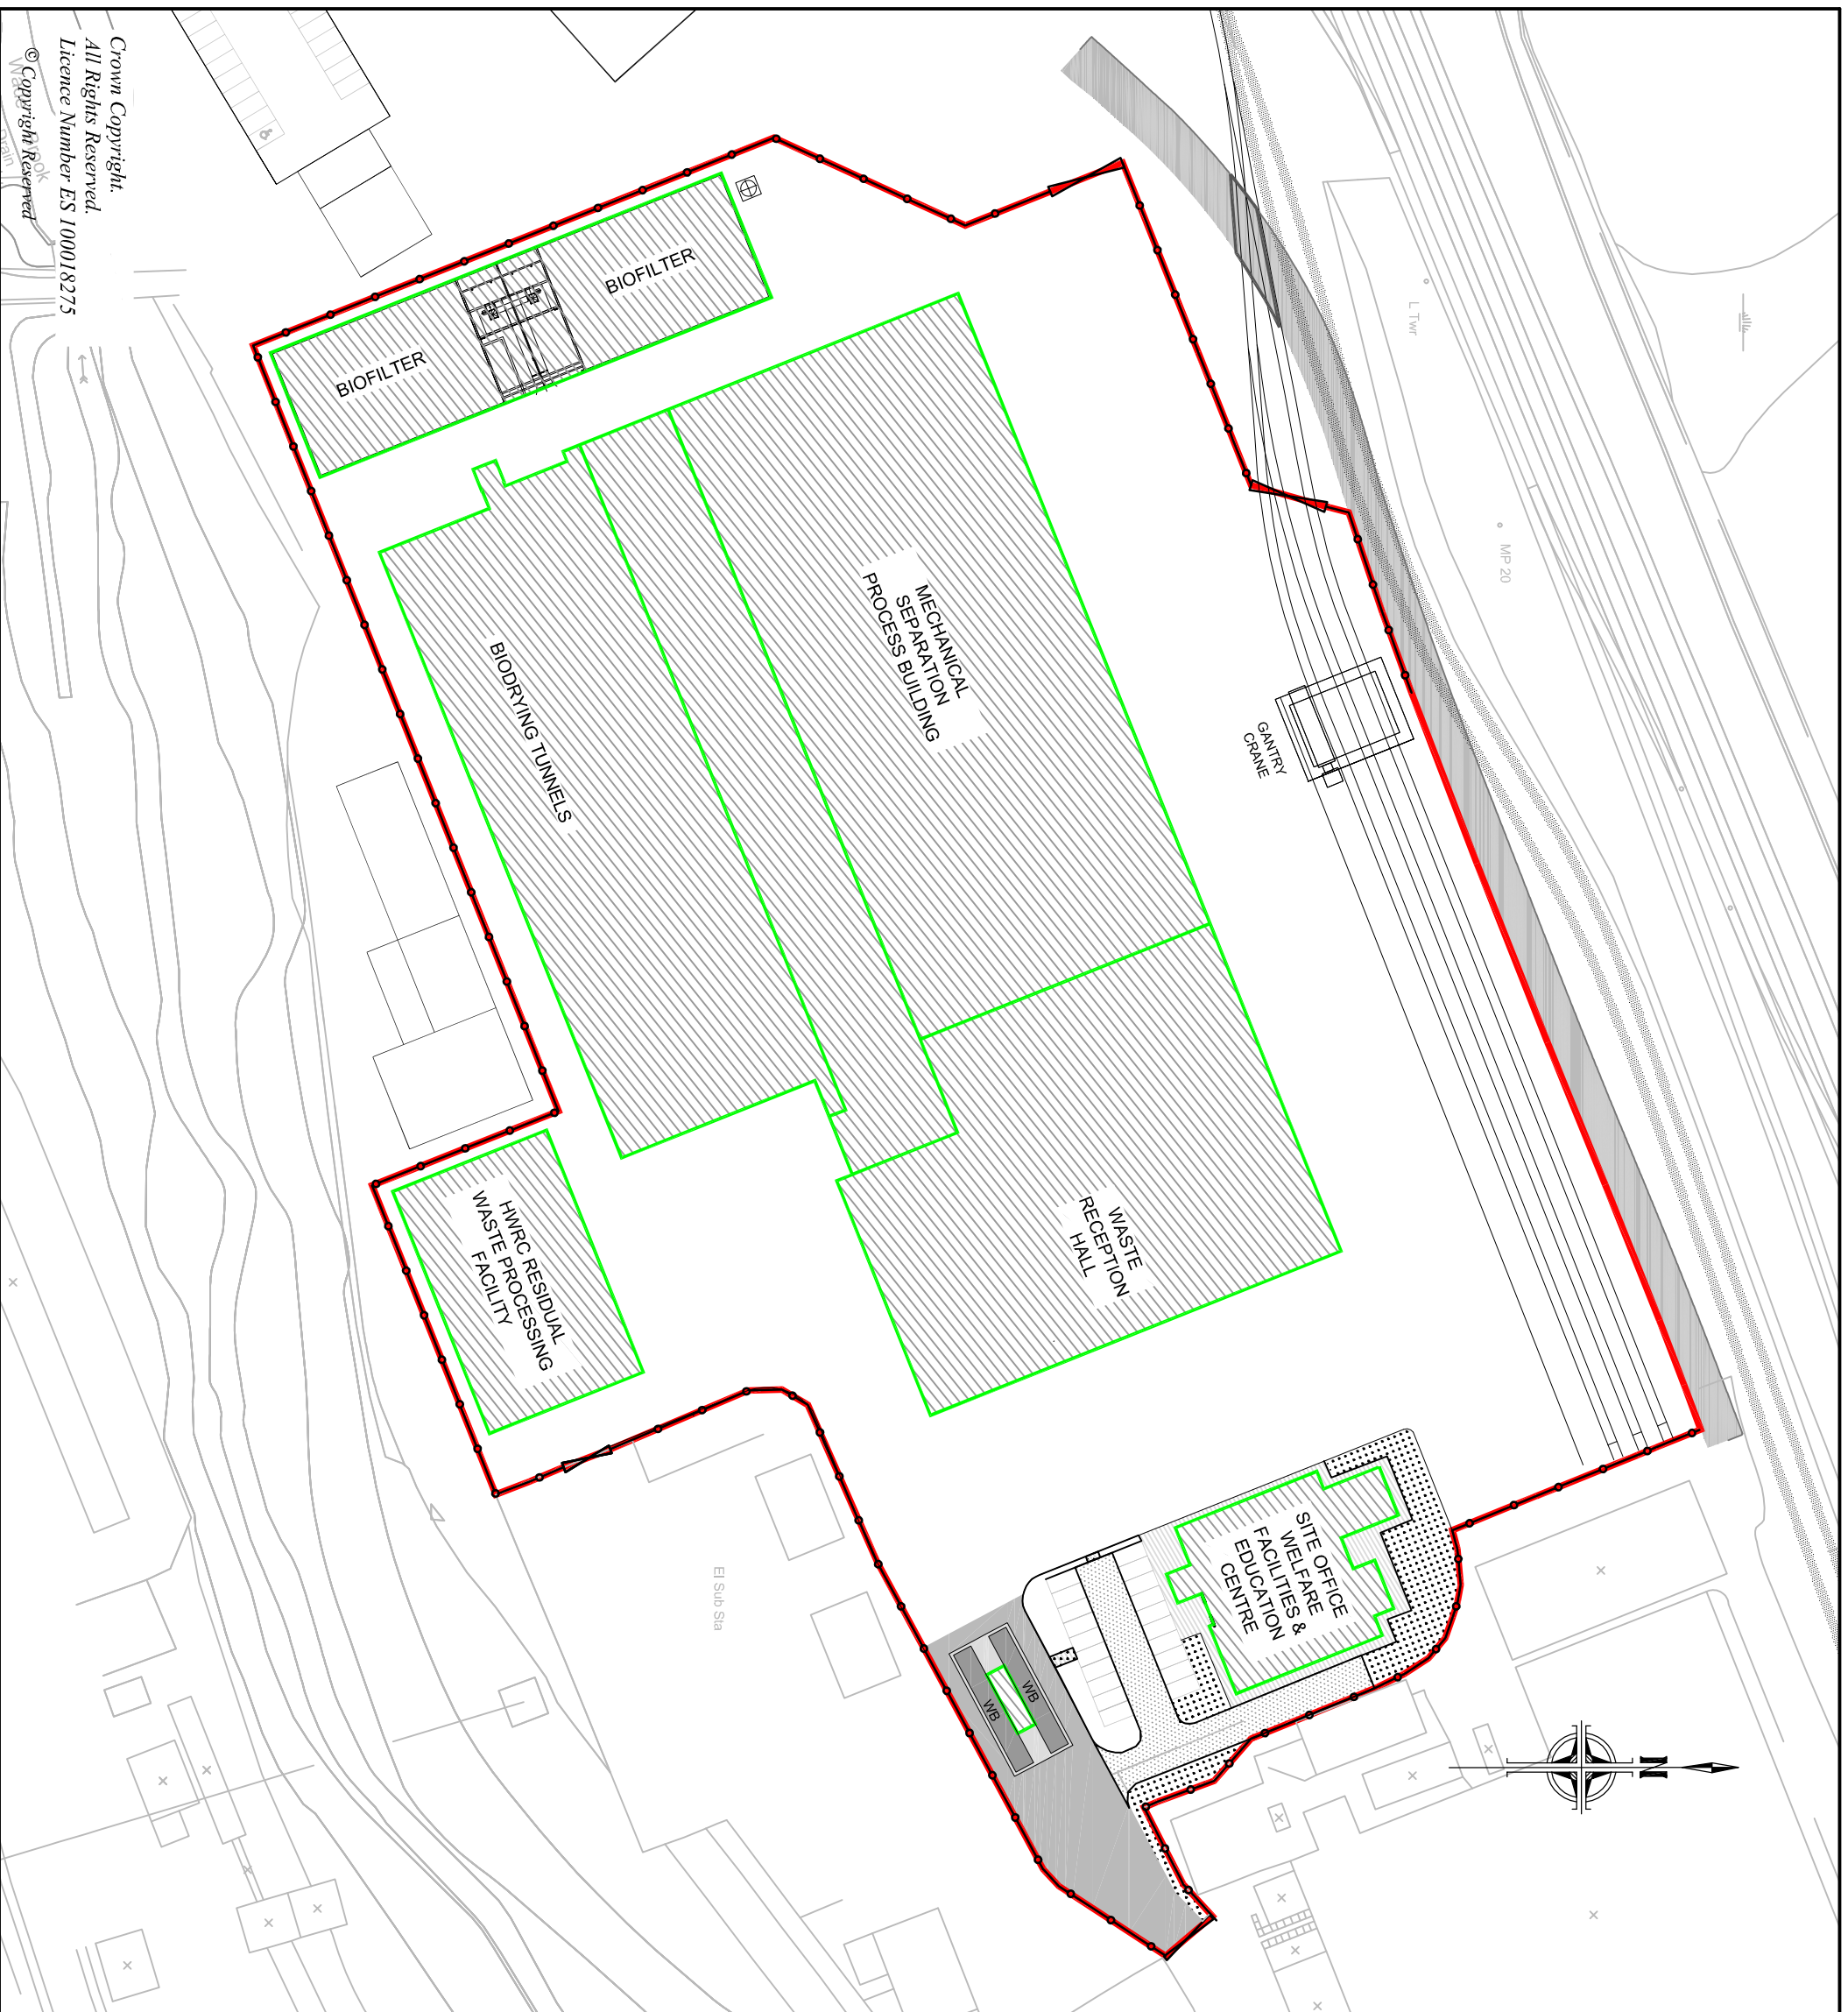 Crown Copyright.
All Rights Reserved.
Licence Number ES 100018275
© Copyright Reserved
Drain
L Twr
MP 20
BIOFILTER
BIOFILTER
MECHANICAL
SEPARATION
PROCESS BUILDING
BIODRYING TUNNELS
GANTRY
CRANE
WASTE
RECEPTION
HALL
HWRC RESIDUAL
WASTE PROCESSING
FACILITY
SITE OFFICE
WELFARE
FACILITIES &
EDUCATION
CENTRE
El Sub Sta
WB
WB
N